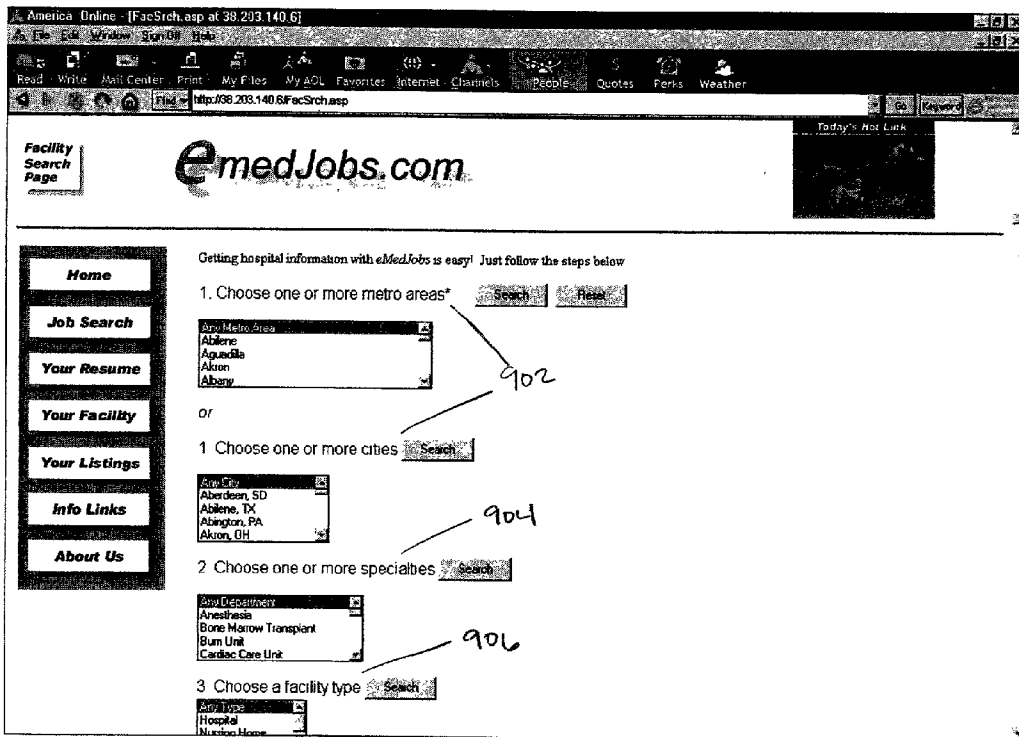 America Online - [FacSrch.asp at 38.203.140.6]
File Edit Window Sign Off Help
Read Write Mail Center Print My Files My AOL Favorites Internet Channels People Quotes Perks Weather
Find http://38.203.140.6/FacSrch.asp Go Keyword
Facility
Search
Page
emedJobs.com
Today's Hot Link
Home
Job Search
Your Resume
Your Facility
Your Listings
Info Links
About Us
Getting hospital information with eMedJobs is easy! Just follow the steps below
1. Choose one or more metro areas* Search Reset
Any Metro Area
Abilene
Aguadilla
Akron
Albany
902
or
1 Choose one or more cities Search
Any City
Aberdeen, SD
Abilene, TX
Abington, PA
Akron, OH
904
2 Choose one or more specialties Search
Any Department
Anesthesia
Bone Marrow Transplant
Burn Unit
Cardiac Care Unit
906
3 Choose a facility type Search
Any Type
Hospital
Nursing Home